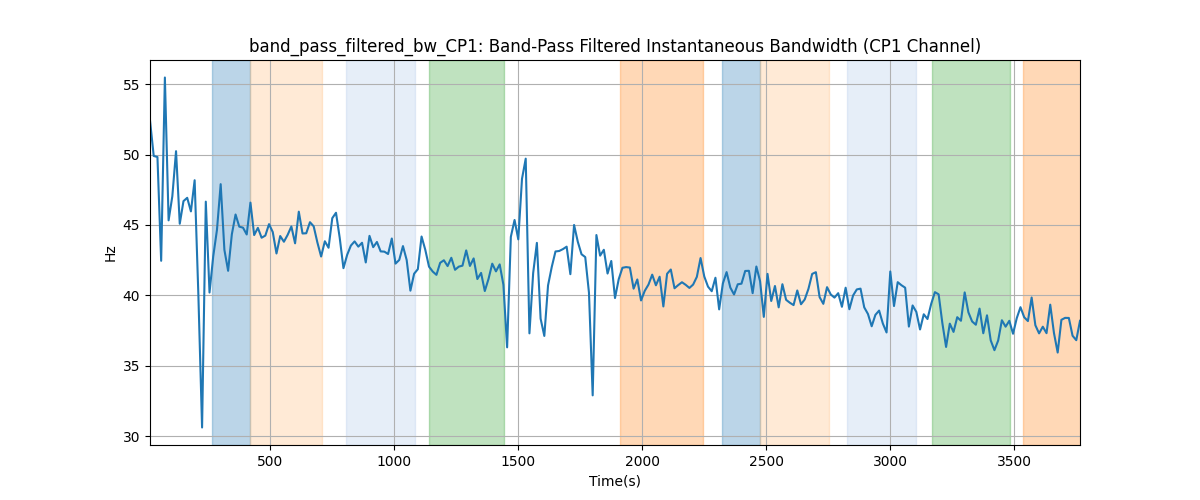 band_pass_filtered_bw_CP1: Band-Pass Filtered Instantaneous Bandwidth (CP1 Channel)
55
50
45
40
35
30
Hz
500 1000 1500 2000 2500 3000 3500
Time(s)